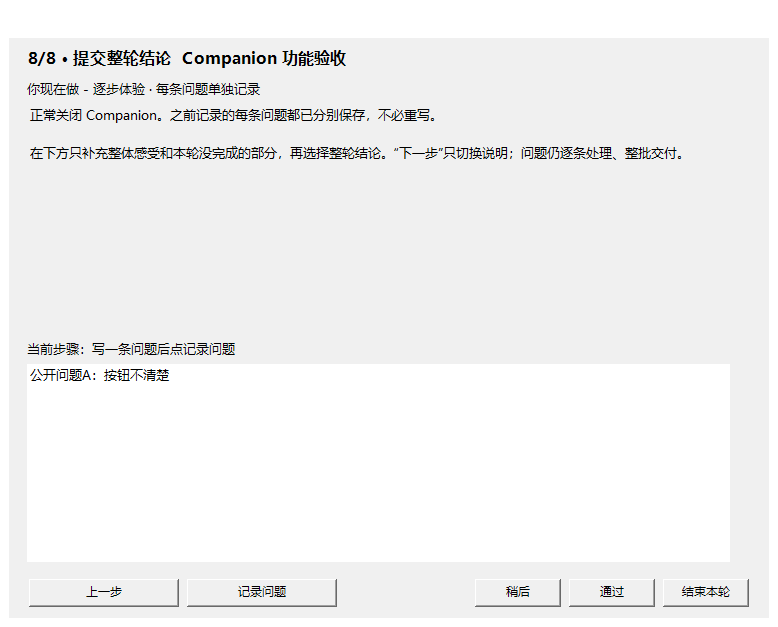 8/8 • 提交整轮结论  Companion 功能验收
你现在做 - 逐步体验 · 每条问题单独记录
正常关闭 Companion。之前记录的每条问题都已分别保存，不必重写。
在下方只补充整体感受和本轮没完成的部分，再选择整轮结论。“下一步”只切换说明；问题仍逐条处理、整批交付。
当前步骤：写一条问题后点记录问题
公开问题A：按钮不清楚
上一步 记录问题 稍后 通过 结束本轮